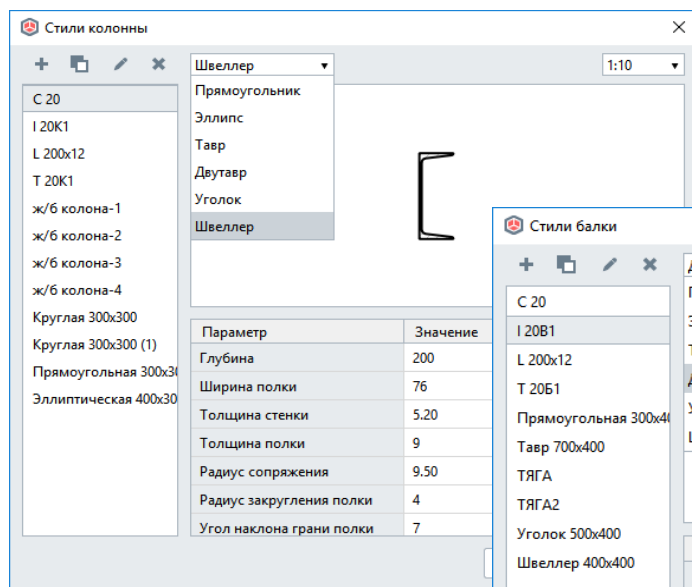 Стили колонны
Швеллер
1:10
C 20
I 20К1
L 200x12
T 20К1
ж/б колона-1
ж/б колона-2
ж/б колона-3
ж/б колона-4
Круглая 300x300
Круглая 300x300 (1)
Прямоугольная 300x30
Эллиптическая 400x30
Прямоугольник
Эллипс
Тавр
Двутавр
Уголок
Швеллер
Параметр Значение
Глубина 200
Ширина полки 76
Толщина стенки 5.20
Толщина полки 9
Радиус сопряжения 9.50
Радиус закругления полки 4
Угол наклона грани полки 7
Стили балки
C 20
I 20B1
L 200x12
T 20Б1
Прямоугольная 300x40
Тавр 700x400
ТЯГА
ТЯГА2
Уголок 500x400
Швеллер 400x400